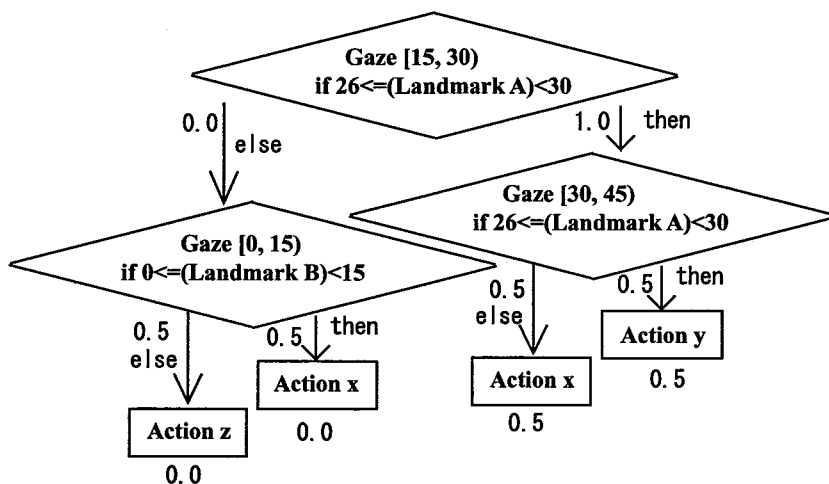 Gaze [15, 30)
if 26<=(Landmark A)<30
0.0
else
1.0
then
Gaze [30, 45)
if 26<=(Landmark A)<30
Gaze [0, 15)
if 0<=(Landmark B)<15
0.5
else
0.5
then
0.5
else
0.5
then
Action y
0.5
Action x
0.0
Action x
0.5
Action z
0.0